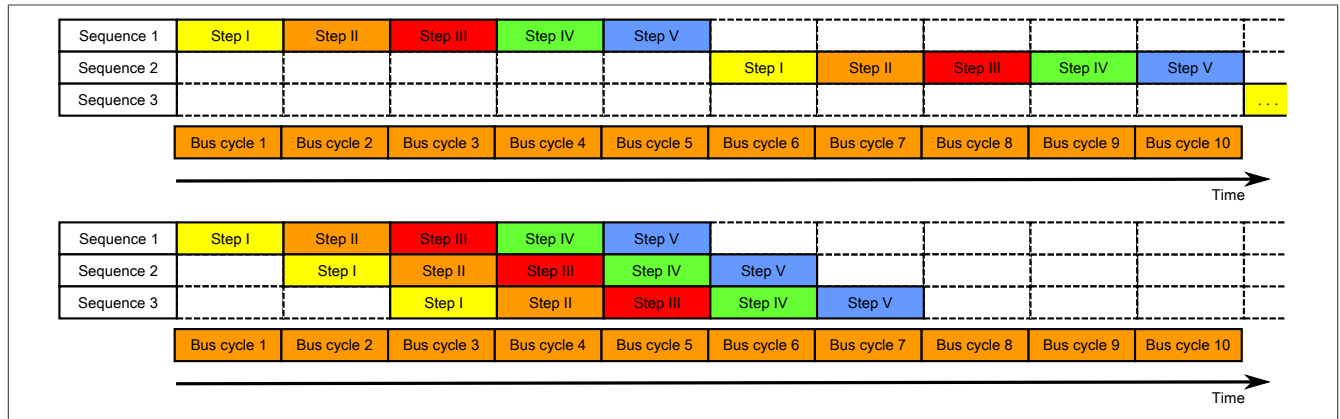 Sequence 1 Step I Step II Step III Step IV Step V
Sequence 2 Step I Step II Step III Step IV Step V
Sequence 3 . . .
Bus cycle 1 Bus cycle 2 Bus cycle 3 Bus cycle 4 Bus cycle 5 Bus cycle 6 Bus cycle 7 Bus cycle 8 Bus cycle 9 Bus cycle 10
Time
Sequence 1 Step I Step II Step III Step IV Step V
Sequence 2 Step I Step II Step III Step IV Step V
Sequence 3 Step I Step II Step III Step IV Step V
Bus cycle 1 Bus cycle 2 Bus cycle 3 Bus cycle 4 Bus cycle 5 Bus cycle 6 Bus cycle 7 Bus cycle 8 Bus cycle 9 Bus cycle 10
Time